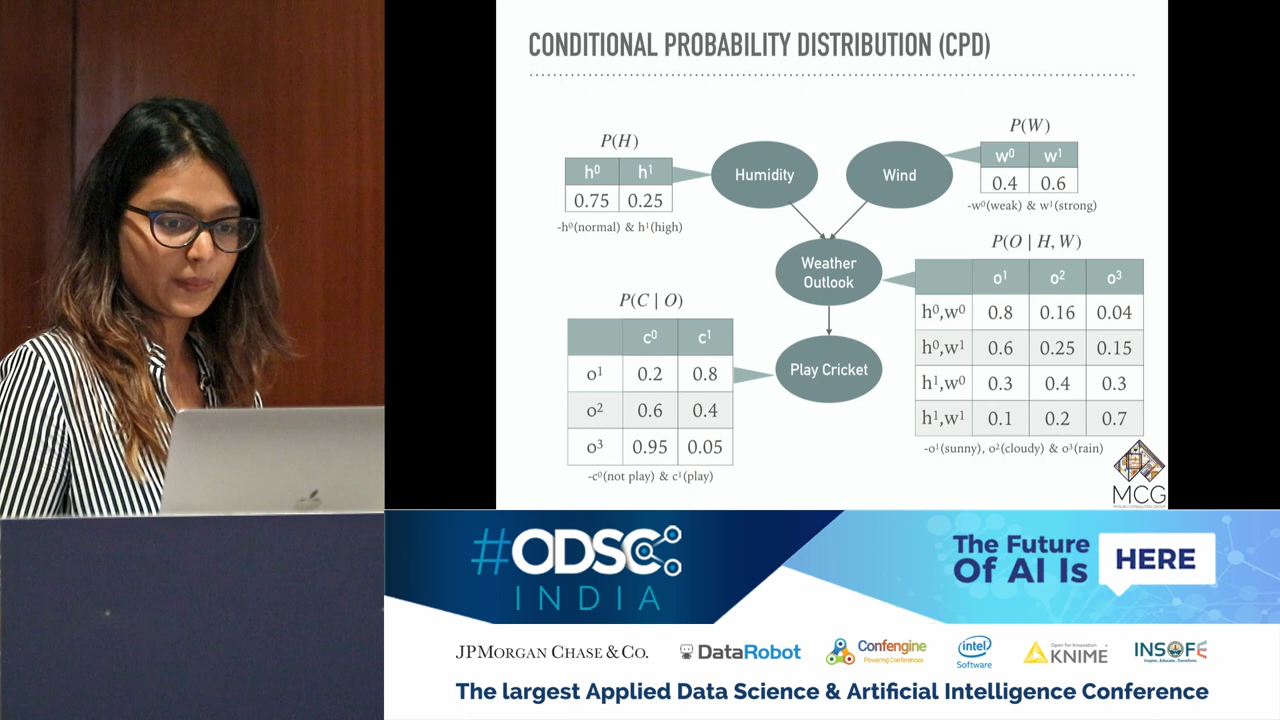 CONDITIONAL PROBABILITY DISTRIBUTION (CPD)
P(H)
h⁰ h¹
0.75 0.25
-h⁰(normal) & h¹(high)
Humidity
Wind
P(W)
w⁰ w¹
0.4 0.6
-w⁰(weak) & w¹(strong)
Weather
Outlook
P(O | H, W)
o¹ o² o³
h⁰,w⁰ 0.8 0.16 0.04
h⁰,w¹ 0.6 0.25 0.15
h¹,w⁰ 0.3 0.4 0.3
h¹,w¹ 0.1 0.2 0.7
-o¹(sunny), o²(cloudy) & o³(rain)
P(C | O)
c⁰ c¹
o¹ 0.2 0.8
o² 0.6 0.4
o³ 0.95 0.05
-c⁰(not play) & c¹(play)
Play Cricket
MCG
#ODSC
INDIA
The Future
Of AI Is
HERE
JPMORGAN CHASE & CO.
DataRobot
Confengine
Powering Conferences
intel
Software
Open for Innovation
KNIME
INSOFE
Inspire...Educate...Transform.
The largest Applied Data Science & Artificial Intelligence Conference